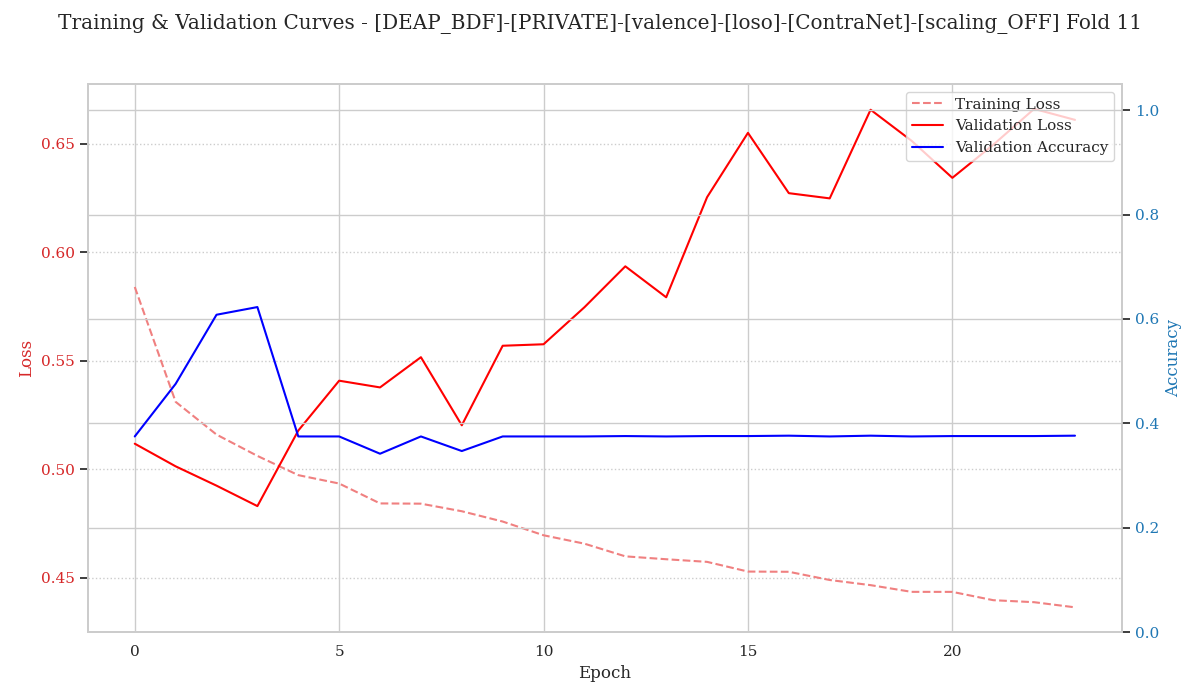 Training & Validation Curves - [DEAP_BDF]-[PRIVATE]-[valence]-[loso]-[ContraNet]-[scaling_OFF] Fold 11
Training Loss
Validation Loss
Validation Accuracy
0.65
0.60
0.55
0.50
0.45
Loss
1.0
0.8
0.6
0.4
0.2
0.0
Accuracy
0
5
10
15
20
Epoch